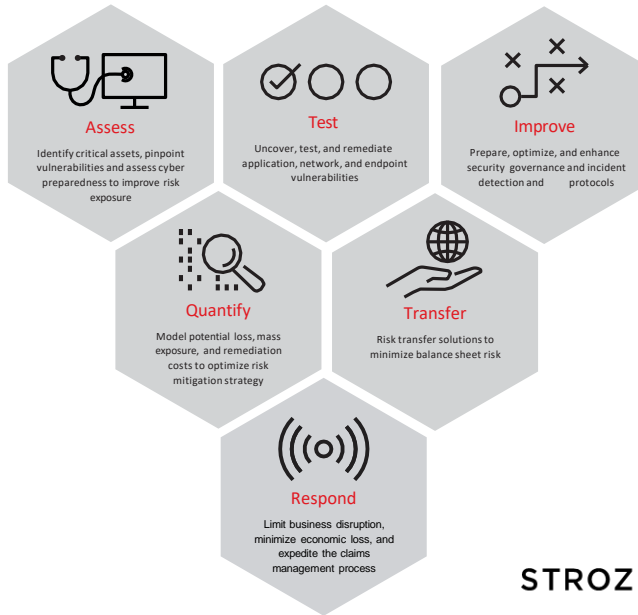 Assess
Identify critical assets, pinpoint
vulnerabilities and assess cyber
preparedness to improve risk
exposure
Test
Uncover, test, and remediate
application, network, and endpoint
vulnerabilities
Improve
Prepare, optimize, and enhance
security governance and incident
detection and protocols
Quantify
Model potential loss, mass
exposure, and remediation
costs to optimize risk
mitigation strategy
Transfer
Risk transfer solutions to
minimize balance sheet risk
Respond
Limit business disruption,
minimize economic loss, and
expedite the claims
management process
STROZ